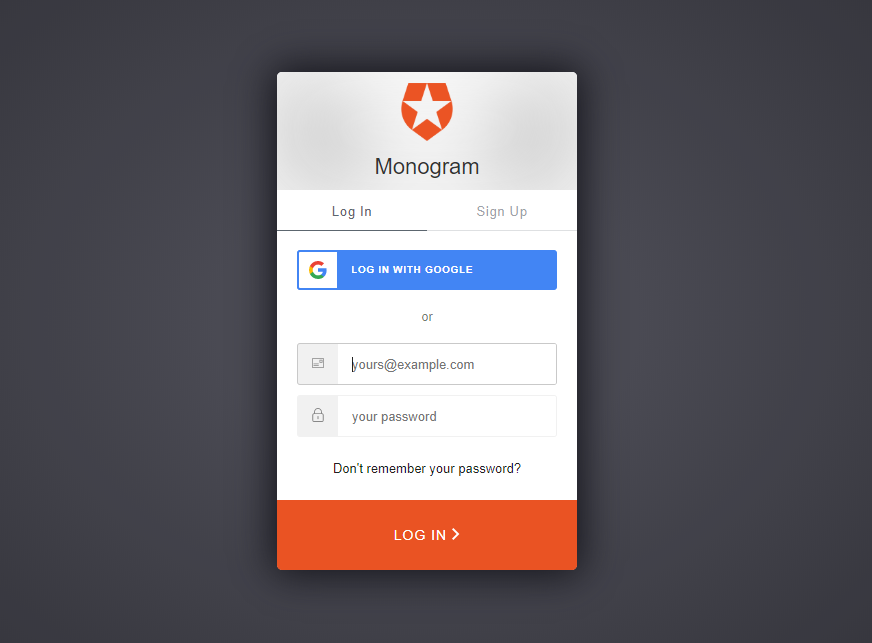 Monogram
Log In
Sign Up
LOG IN WITH GOOGLE
or
yours@example.com
your password
Don't remember your password?
LOG IN